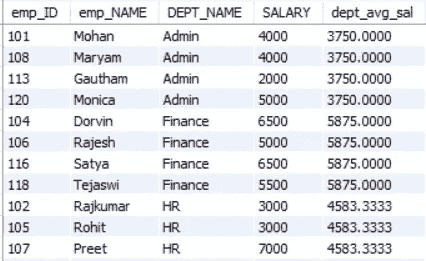 emp_ID emp_NAME DEPT_NAME SALARY dept_avg_sal
101 Mohan Admin 4000 3750.0000
108 Maryam Admin 4000 3750.0000
113 Gautham Admin 2000 3750.0000
120 Monica Admin 5000 3750.0000
104 Dorvin Finance 6500 5875.0000
106 Rajesh Finance 5000 5875.0000
116 Satya Finance 6500 5875.0000
118 Tejaswi Finance 5500 5875.0000
102 Rajkumar HR 3000 4583.3333
105 Rohit HR 3000 4583.3333
107 Preet HR 7000 4583.3333